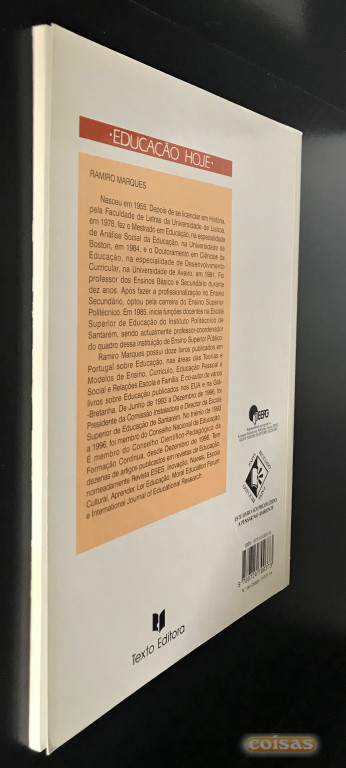 ·EDUCAÇÃO HOJE·
RAMIRO MARQUES
Nasceu em 1955. Depois de se licenciar em História,
pela Faculdade de Letras da Universidade de Lisboa,
em 1978, fez o Mestrado em Educação, na especialidade
de Análise Social da Educação, na Universidade de
Boston, em 1984, e o Doutoramento em Ciências da
Educação, na especialidade de Desenvolvimento
Curricular, na Universidade de Aveiro, em 1991. Foi
professor dos Ensinos Básico e Secundário durante
dez anos. Após fazer a profissionalização no Ensino
Secundário, optou pela carreira do Ensino Superior
Politécnico. Em 1985, inicia funções docentes na Escola
Superior de Educação do Instituto Politécnico de
Santarém, sendo actualmente professor-coordenador
do quadro dessa instituição de Ensino Superior Público.
Ramiro Marques possui doze livros publicados em
Portugal sobre Educação, nas áreas das Teorias e
Modelos de Ensino, Currículo, Educação Pessoal e
Social e Relações Escola e Família. É co-autor de vários
livros sobre Educação publicados nos EUA e na Grã-
-Bretanha. De Junho de 1993 a Dezembro de 1996, foi
Presidente da Comissão Instaladora e Director da Escola
Superior de Educação de Santarém. No triénio de 1993
a 1996, foi membro do Conselho Nacional de Educação.
É membro do Conselho Científico-Pedagógico da
Formação Contínua, desde Dezembro de 1996. Tem
dezenas de artigos publicados em revistas de Educação,
nomeadamente Revista ESES, Inovação, Noesis, Escola
Cultural, Aprender, Ler Educação, Moral Education Forum
e International Journal of Educational Research.
ESTE LIVRO FOI PRODUZIDO
A PENSAR NO AMBIENTE
Texto Editora
coisas